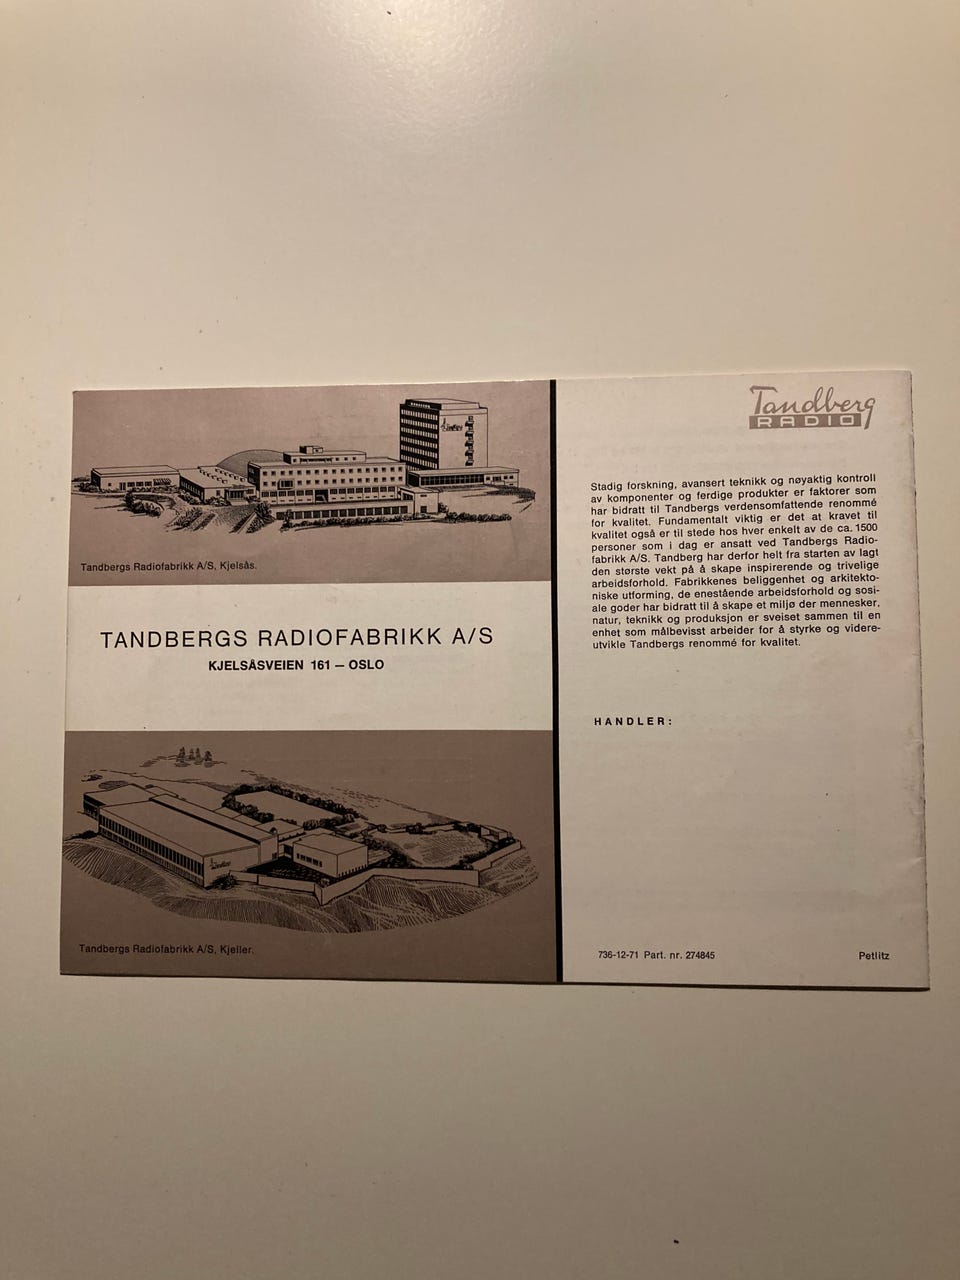 Tandbergs Radiofabrikk A/S, Kjelsås.
TANDBERGS RADIOFABRIKK A/S
KJELSÅSVEIEN 161 – OSLO
Tandbergs Radiofabrikk A/S, Kjeller.
Tandberg
RADIO
Stadig forskning, avansert teknikk og nøyaktig kontroll
av komponenter og ferdige produkter er faktorer som
har bidratt til Tandbergs verdensomfattende renommé
for kvalitet. Fundamentalt viktig er det at kravet til
kvalitet også er til stede hos hver enkelt av de ca. 1500
personer som i dag er ansatt ved Tandbergs Radio-
fabrikk A/S. Tandberg har derfor helt fra starten av lagt
den største vekt på å skape inspirerende og trivelige
arbeidsforhold. Fabrikkenes beliggenhet og arkitekto-
niske utforming, de enestående arbeidsforhold og sosi-
ale goder har bidratt til å skape et miljø der mennesker,
natur, teknikk og produksjon er sveiset sammen til en
enhet som målbevisst arbeider for å styrke og videre-
utvikle Tandbergs renommé for kvalitet.
HANDLER:
736-12-71 Part. nr. 274845
Petlitz